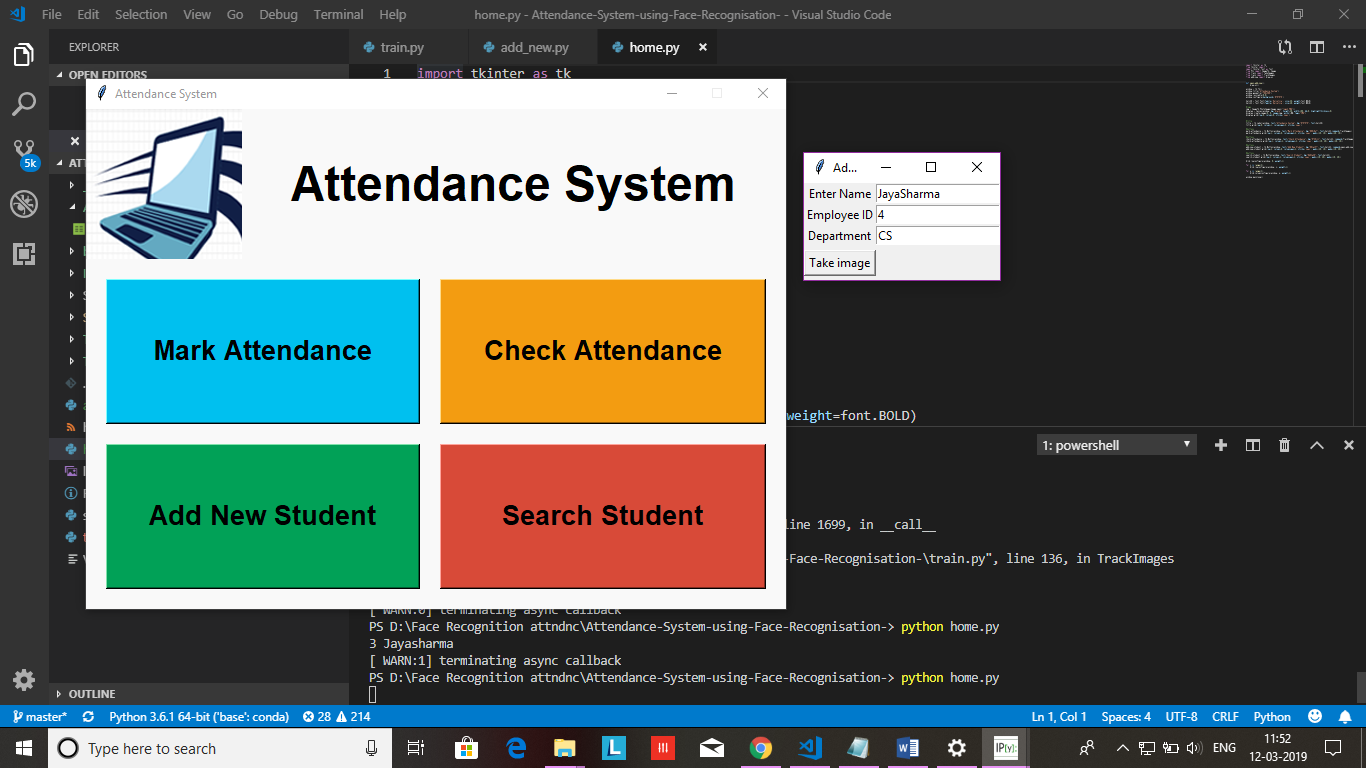 File Edit Selection View Go Debug Terminal Help
home.py - Attendance-System-using-Face-Recognisation- - Visual Studio Code
EXPLORER
train.py
add_new.py
home.py
OPEN EDITORS
1 import tkinter as tk
Attendance System
Attendance System
Mark Attendance
Check Attendance
Add New Student
Search Student
Ad...
Enter Name JayaSharma
Employee ID 4
Department CS
Take image
5k
ATT
weight=font.BOLD)
1: powershell
line 1699, in __call__
-Face-Recognisation-\train.py", line 136, in TrackImages
[ WARN:0] terminating async callback
PS D:\Face Recognition attndnc\Attendance-System-using-Face-Recognisation-> python home.py
3 Jayasharma
[ WARN:1] terminating async callback
PS D:\Face Recognition attndnc\Attendance-System-using-Face-Recognisation-> python home.py
OUTLINE
master* Python 3.6.1 64-bit ('base': conda) 28 214
Ln 1, Col 1 Spaces: 4 UTF-8 CRLF Python
Type here to search
L
IP[y]:
ENG
11:52
12-03-2019